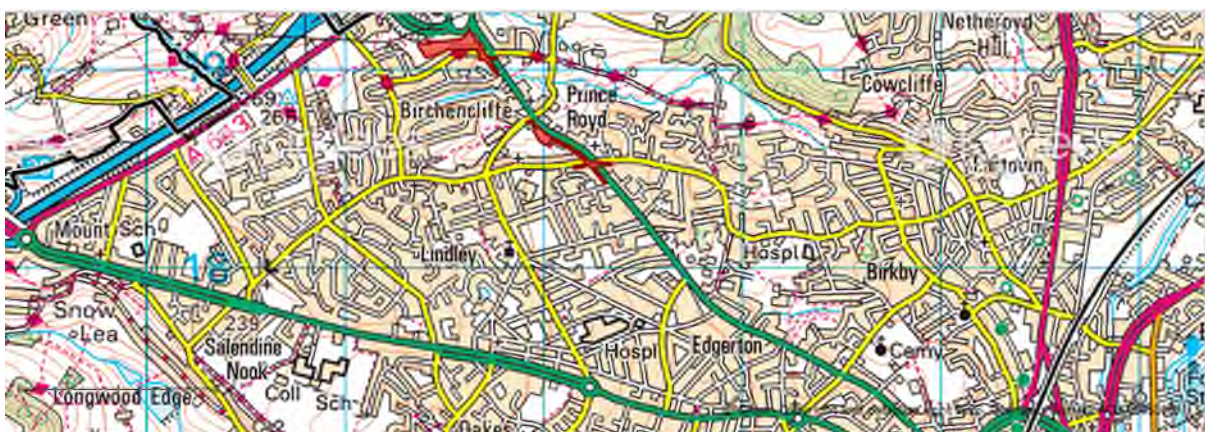 Green
Netheroyd
Hill
Cowcliffe
Birchencliffe
Prince
Royd
269
Mount Sch
Lindley
Hospl
Birkby
Snow
Lea
239
Salendine
Nook
Hospl
Edgerton
Cemy
Longwood Edge
Coll
Sch
Oakes